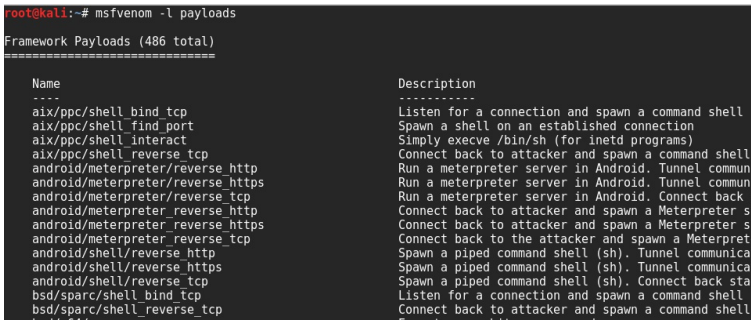 root@kali:~# msfvenom -l payloads
Framework Payloads (486 total)
==============================
Name Description
---- -----------
aix/ppc/shell_bind_tcp Listen for a connection and spawn a command shell
aix/ppc/shell_find_port Spawn a shell on an established connection
aix/ppc/shell_interact Simply execve /bin/sh (for inetd programs)
aix/ppc/shell_reverse_tcp Connect back to attacker and spawn a command shell
android/meterpreter/reverse_http Run a meterpreter server in Android. Tunnel commun
android/meterpreter/reverse_https Run a meterpreter server in Android. Tunnel commun
android/meterpreter/reverse_tcp Run a meterpreter server in Android. Connect back
android/meterpreter_reverse_http Connect back to attacker and spawn a Meterpreter s
android/meterpreter_reverse_https Connect back to attacker and spawn a Meterpreter s
android/meterpreter_reverse_tcp Connect back to the attacker and spawn a Meterpret
android/shell/reverse_http Spawn a piped command shell (sh). Tunnel communica
android/shell/reverse_https Spawn a piped command shell (sh). Tunnel communica
android/shell/reverse_tcp Spawn a piped command shell (sh). Connect back sta
bsd/sparc/shell_bind_tcp Listen for a connection and spawn a command shell
bsd/sparc/shell_reverse_tcp Connect back to attacker and spawn a command shell